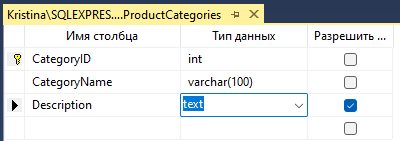 Kristina\SQLEXPRES....ProductCategories
Имя столбца Тип данных Разрешить ...
CategoryID int
CategoryName varchar(100)
Description text